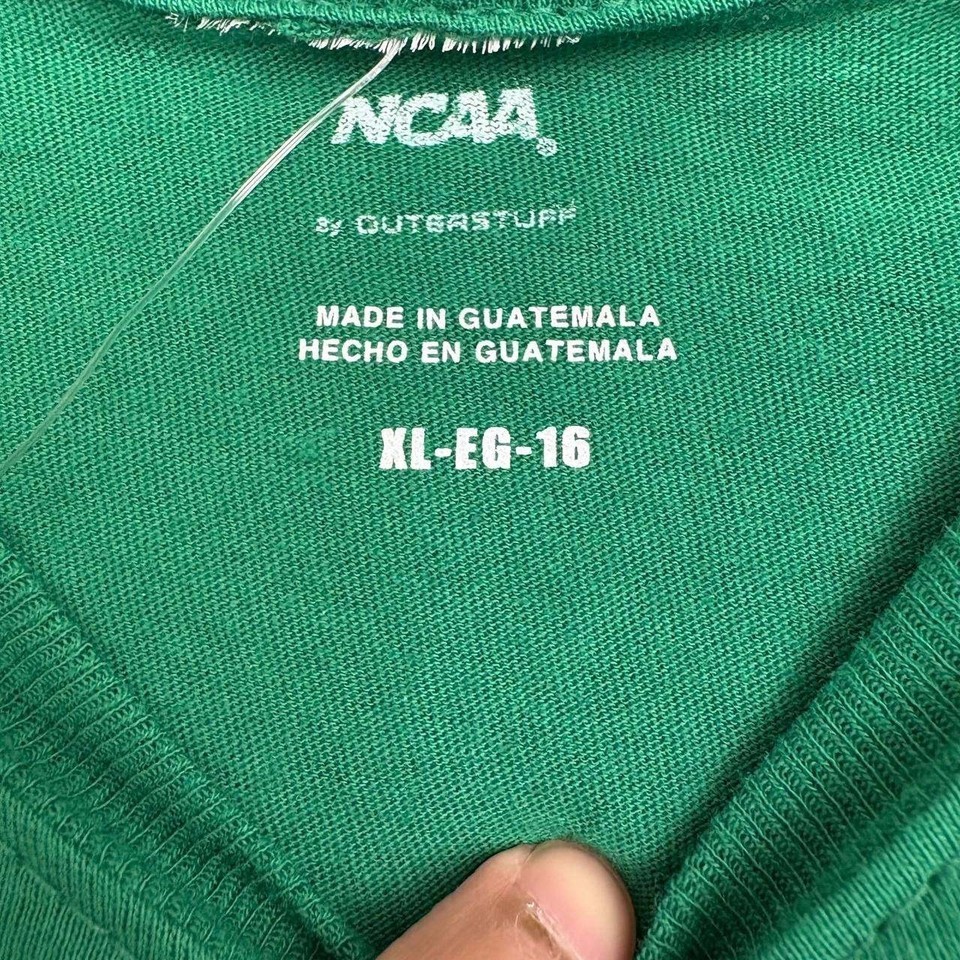 NCAA®
By OUTERSTUFF
MADE IN GUATEMALA
HECHO EN GUATEMALA
XL-EG-16